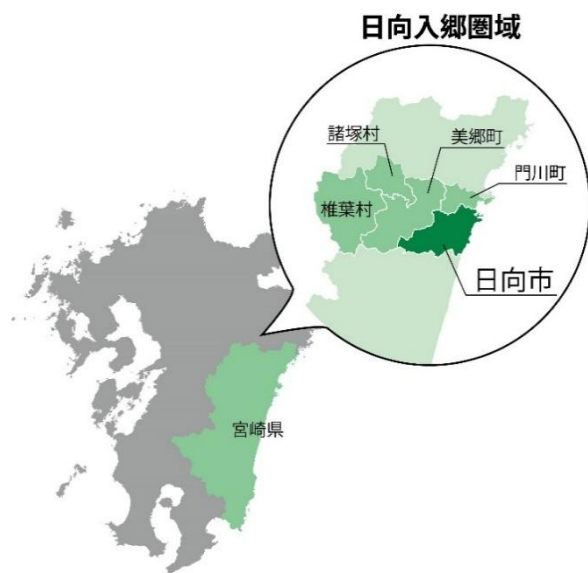 日向入郷圏域
諸塚村
美郷町
門川町
椎葉村
日向市
宮崎県